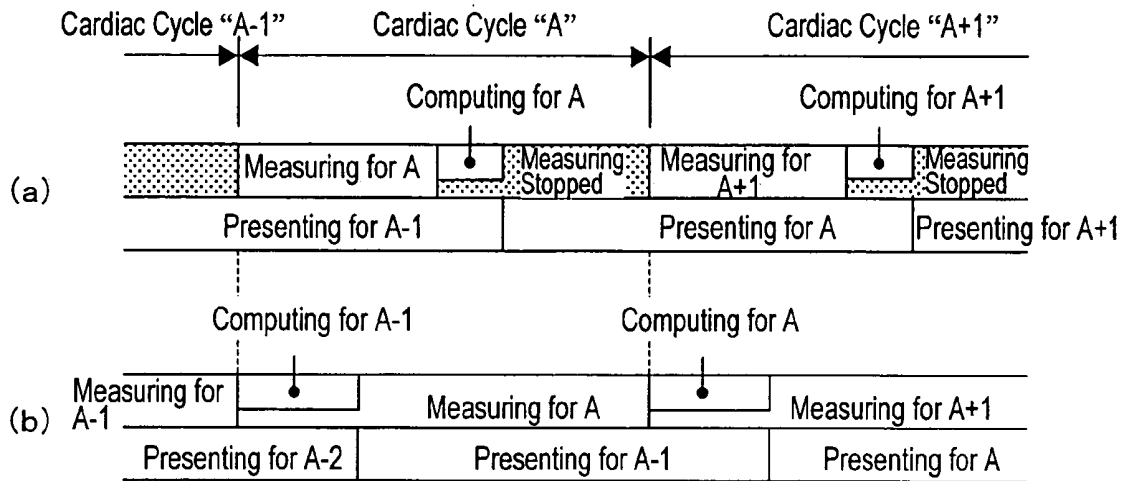 Cardiac Cycle “A-1” Cardiac Cycle “A” Cardiac Cycle “A+1”
Computing for A Computing for A+1
(a)
Measuring for A Measuring Stopped Measuring for A+1 Measuring Stopped
Presenting for A-1 Presenting for A Presenting for A+1
Computing for A-1 Computing for A
(b)
Measuring for A-1 Measuring for A Measuring for A+1
Presenting for A-2 Presenting for A-1 Presenting for A